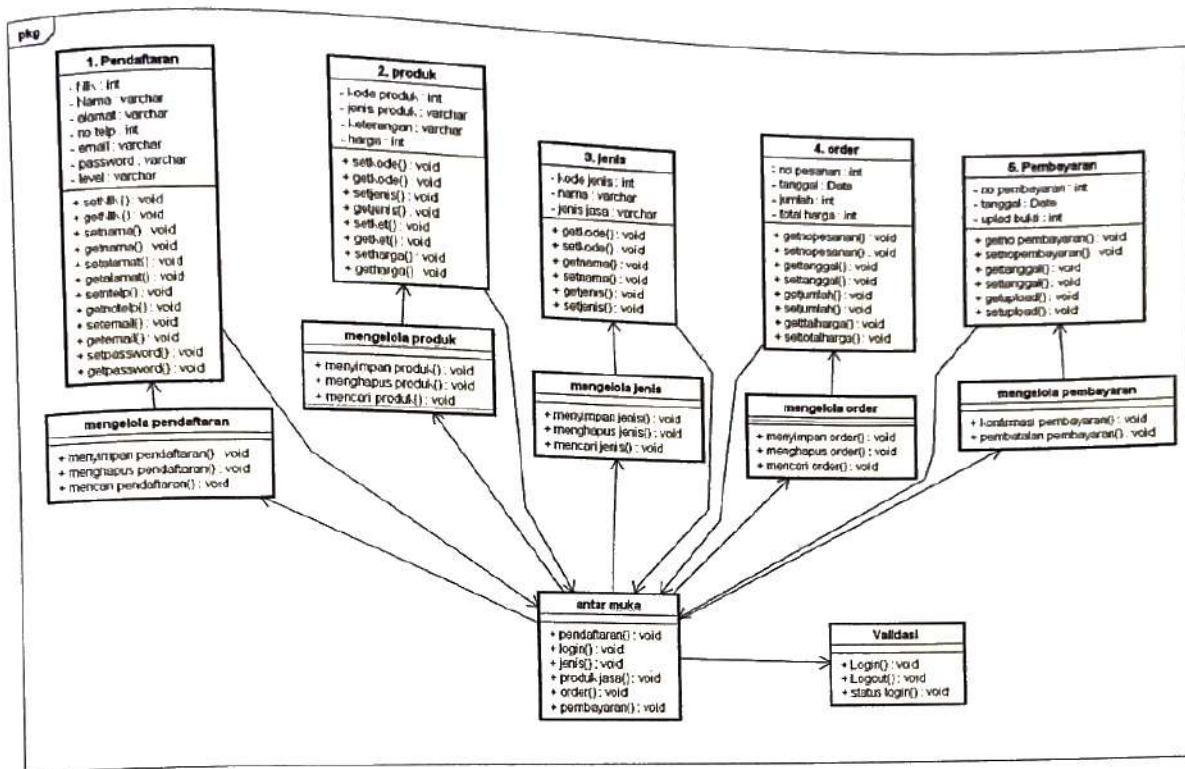 pkg
1. Pendaftaran
- Nama : varchar
- alamat : varchar
- no telp : int
- email : varchar
- password : varchar
- level : varchar
+ setnama() : void
+ getnama() : void
+ setalamat() : void
+ getalamat() : void
+ setntelp() : void
+ getnotelp() : void
+ setemail() : void
+ getemail() : void
+ setpassword() : void
+ getpassword() : void
mengelola pendaftaran
+ menyimpan pendaftaran() : void
+ menghapus pendaftaran() : void
+ mencari pendaftaran() : void
2. produk
- kode produk : int
- jenis produk : varchar
- keterangan : varchar
- harga : int
+ setkode() : void
+ getkode() : void
+ setjenis() : void
+ getjenis() : void
+ setket() : void
+ getket() : void
+ setharga() : void
+ getharga() : void
mengelola produk
+ menyimpan produk() : void
+ menghapus produk() : void
+ mencari produk() : void
3. jenis
- kode jenis : int
- nama : varchar
- jenis jasa : varchar
+ getkode() : void
+ setkode() : void
+ getnama() : void
+ setnama() : void
+ getjenis() : void
+ setjenis() : void
mengelola jenis
+ menyimpan jenis() : void
+ menghapus jenis() : void
+ mencari jenis() : void
4. order
- no pesanan : int
- tanggal : Date
- jumlah : int
- total harga : int
+ getnopesanan() : void
+ setnopesanan() : void
+ gettanggal() : void
+ settanggal() : void
+ getjumlah() : void
+ setjumlah() : void
+ gettlharga() : void
+ settotalharga() : void
mengelola order
+ menyimpan order() : void
+ menghapus order() : void
+ mencari order() : void
5. Pembayaran
- no pembayaran : int
- tanggal : Date
- uplod bukti : int
+ getno pembayaran() : void
+ setnopembayaran() : void
+ gettanggal() : void
+ settanggal() : void
+ getupload() : void
+ setupload() : void
mengelola pembayaran
+ konfirmasi pembayaran() : void
+ pembatalan pembayaran() : void
antar muka
+ pendaftaran() : void
+ login() : void
+ jenis() : void
+ produk jasa() : void
+ order() : void
+ pembayaran() : void
Validasi
+ Login() : void
+ Logout() : void
+ status login() : void